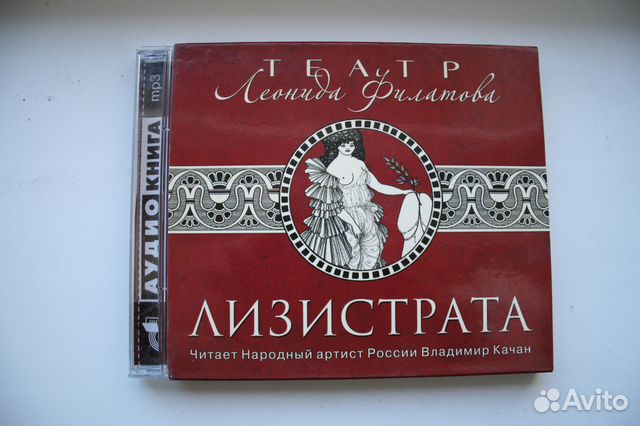 ТЕАТР
Леонида Филатова
ЛИЗИСТРАТА
Читает Народный артист России Владимир Качан
АУДИОКНИГА mp3
Avito